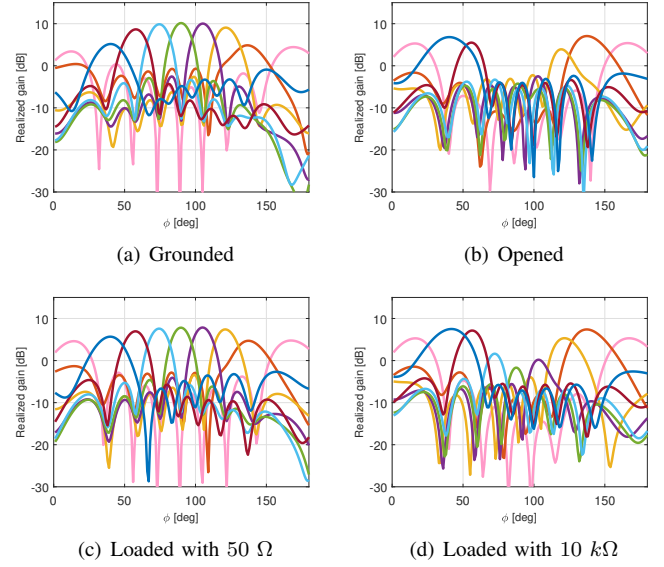 10
0
-10
-20
-30
Realized gain [dB]
0 50 100 150
ϕ [deg]
(a) Grounded
10
0
-10
-20
-30
Realized gain [dB]
0 50 100 150
ϕ [deg]
(b) Opened
10
0
-10
-20
-30
Realized gain [dB]
0 50 100 150
ϕ [deg]
(c) Loaded with 50 Ω
10
0
-10
-20
-30
Realized gain [dB]
0 50 100 150
ϕ [deg]
(d) Loaded with 10 kΩ